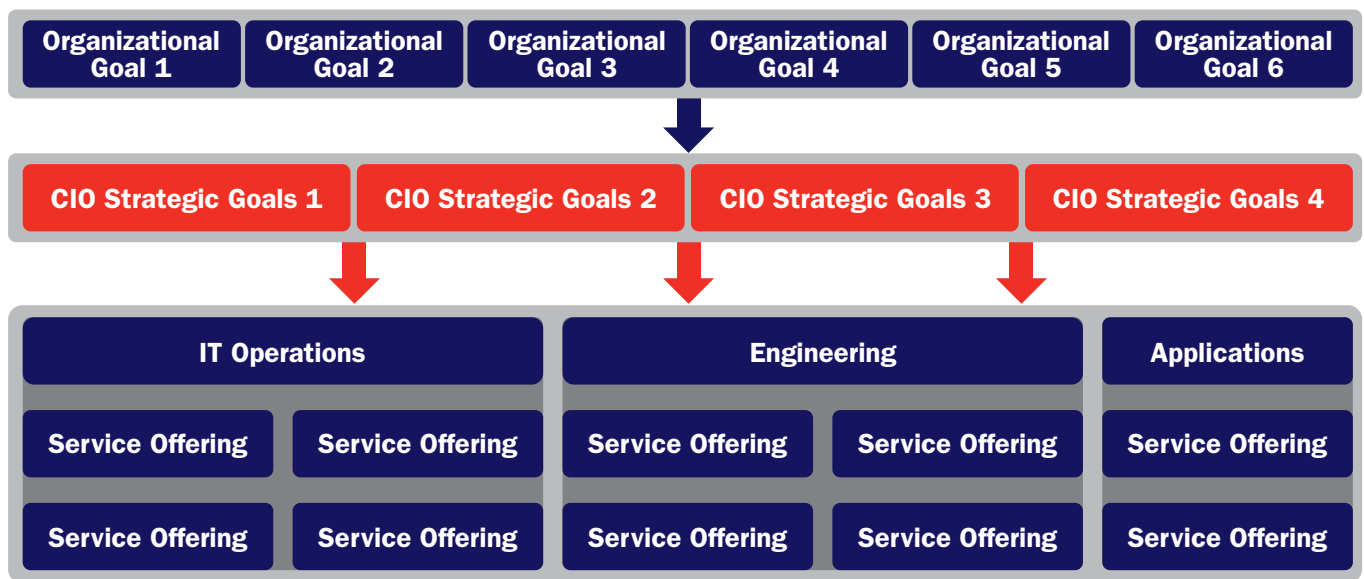 Organizational
Goal 1
Organizational
Goal 2
Organizational
Goal 3
Organizational
Goal 4
Organizational
Goal 5
Organizational
Goal 6
CIO Strategic Goals 1
CIO Strategic Goals 2
CIO Strategic Goals 3
CIO Strategic Goals 4
IT Operations
Engineering
Applications
Service Offering
Service Offering
Service Offering
Service Offering
Service Offering
Service Offering
Service Offering
Service Offering
Service Offering
Service Offering